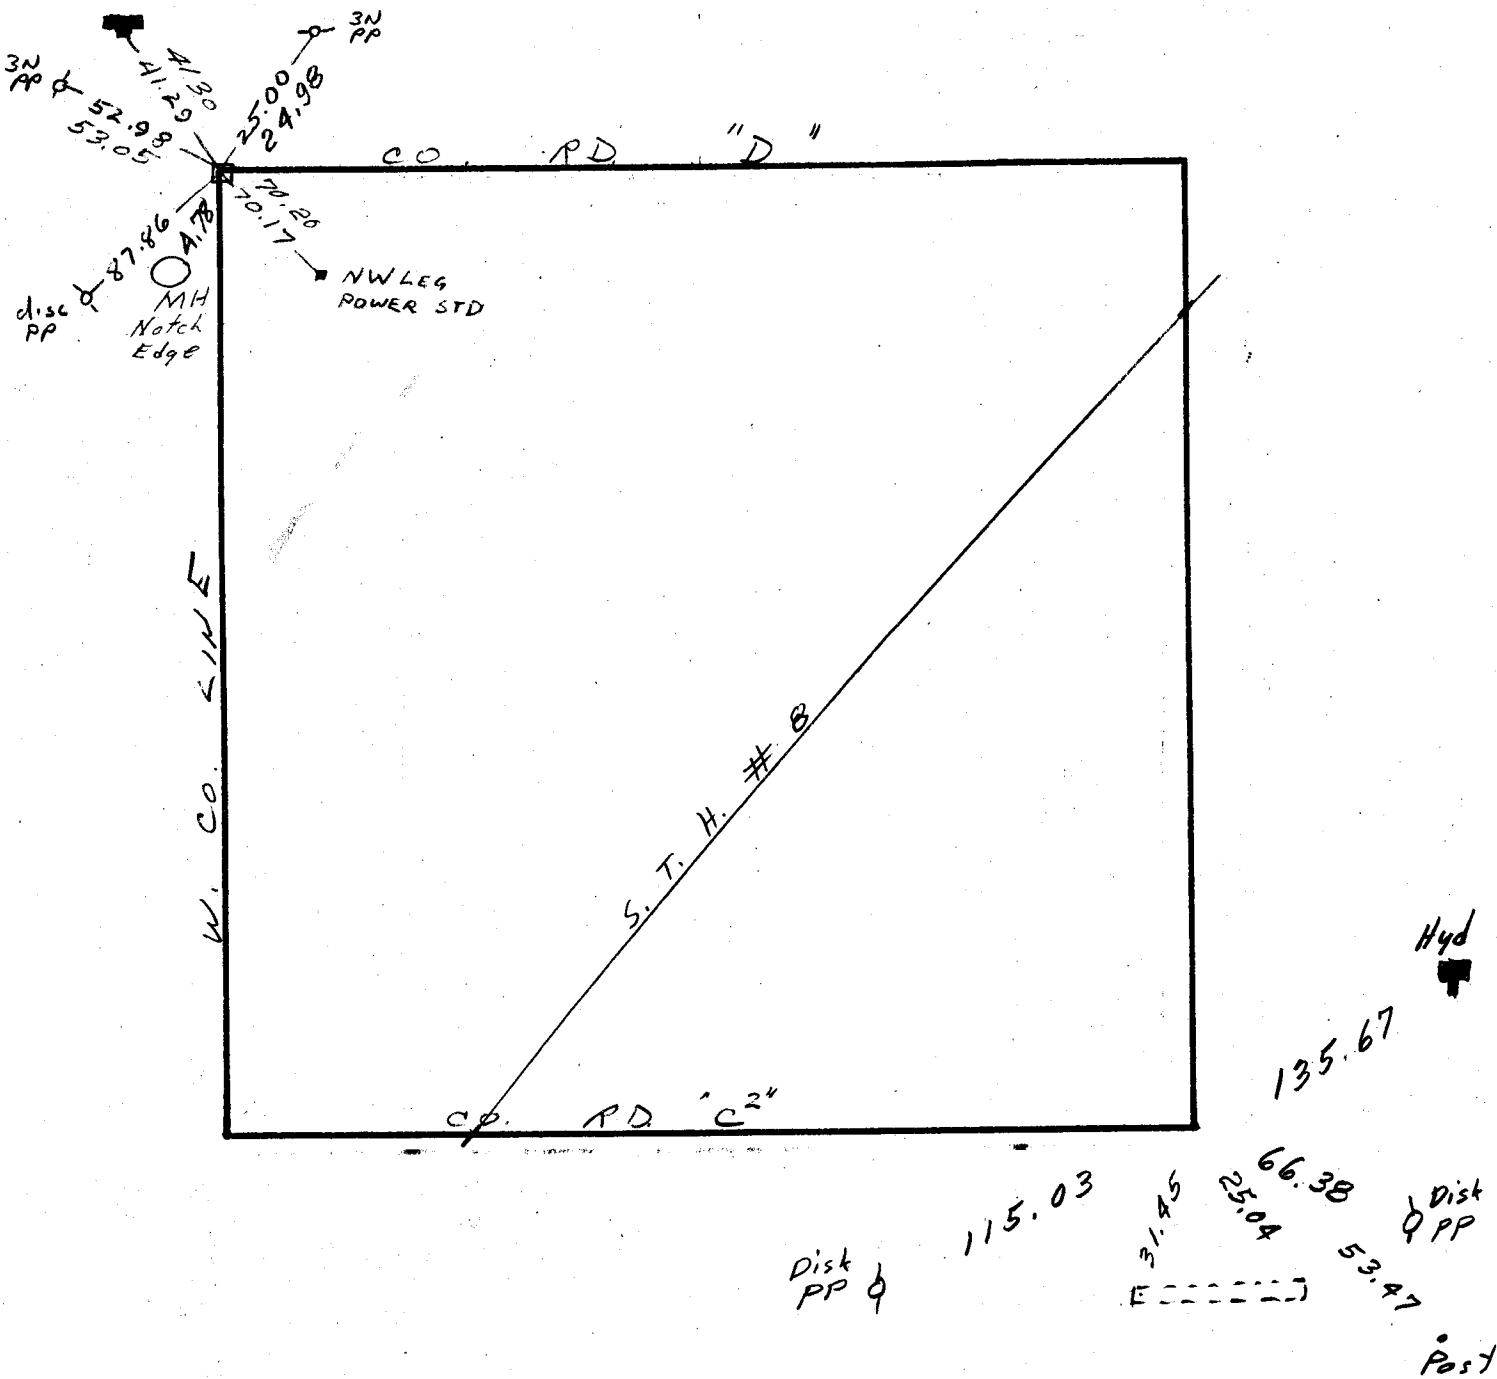 3N
PP
3N
PP
41.30
41.29
25.00
24.98
52.98
53.05
CO. RD. "D"
70.20
70.17
87.86
4.78
NW LEG
POWER STD
disc
PP
MH
Notch
Edge
W. CO. LINE
S. T. H. # 8
Hyd
135.67
CO. RD. "C2"
66.38
25.04
31.45
115.03
Disk
PP
53.47
Disk
PP
Post